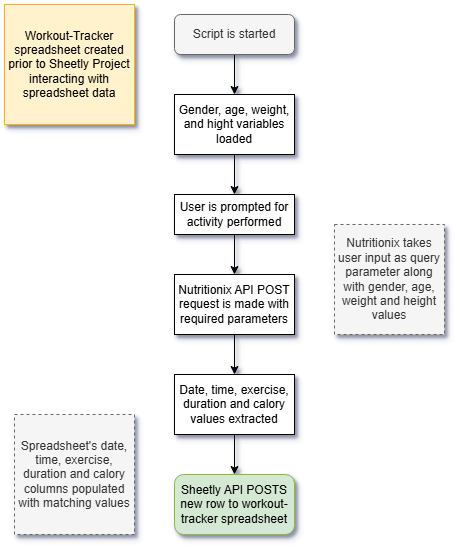 Workout-Tracker
spreadsheet created
prior to Sheetly Project
interacting with
spreadsheet data
Script is started
Gender, age, weight,
and hight variables
loaded
User is prompted for
activity performed
Nutritionix takes
user input as query
parameter along
with gender, age,
weight and height
values
Nutritionix API POST
request is made with
required parameters
Date, time, exercise,
duration and calory
values extracted
Spreadsheet's date,
time, exercise,
duration and calory
columns populated
with matching values
Sheetly API POSTS
new row to workout-
tracker spreadsheet